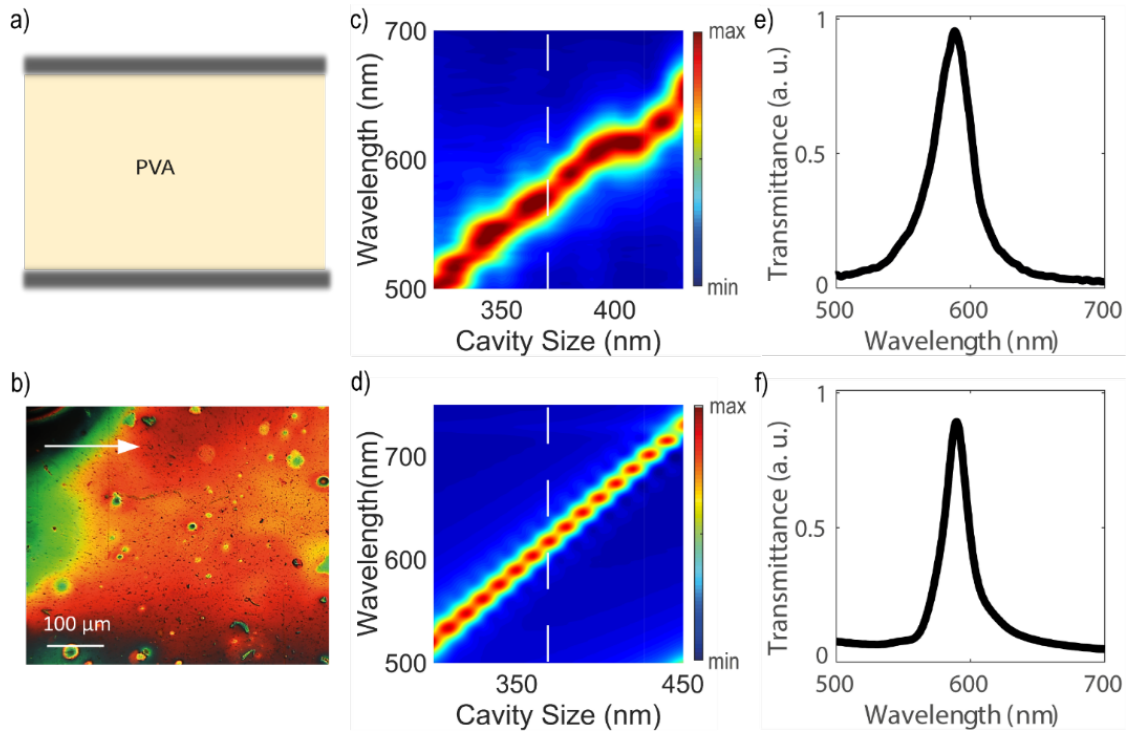 a)
PVA
b)
100 µm
c)
700
600
500
Wavelength (nm)
350
400
Cavity Size (nm)
max
min
d)
700
600
500
Wavelength(nm)
350
450
Cavity Size (nm)
max
min
e)
1
0.5
0
Transmittance (a. u.)
500
600
700
Wavelength (nm)
f)
1
0.5
0
Transmittance (a. u.)
500
600
700
Wavelength (nm)